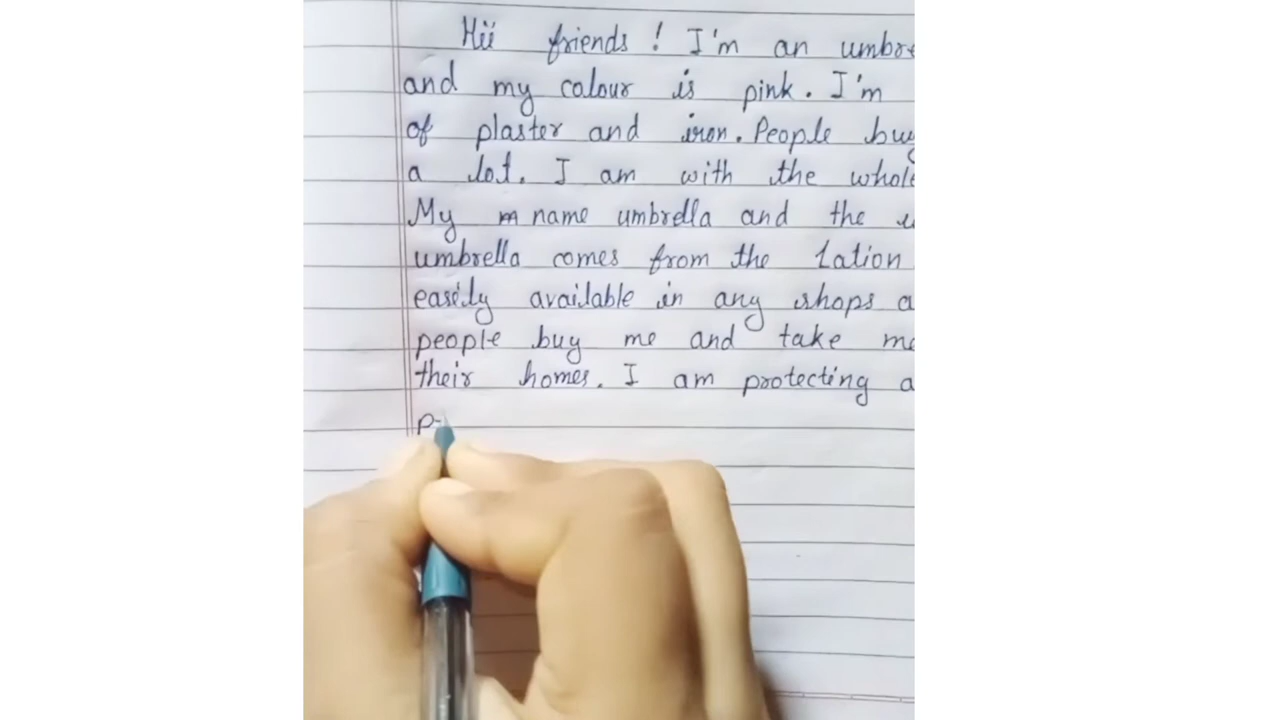 Hii friends ! I'm an umbre
and my colour is pink. I'm
of plaster and iron. People buy
a lot. I am with the whole
My m name umbrella and the u
umbrella comes from the Lation
easily available in any shops a
people buy me and take me
their homes. I am protecting a
p